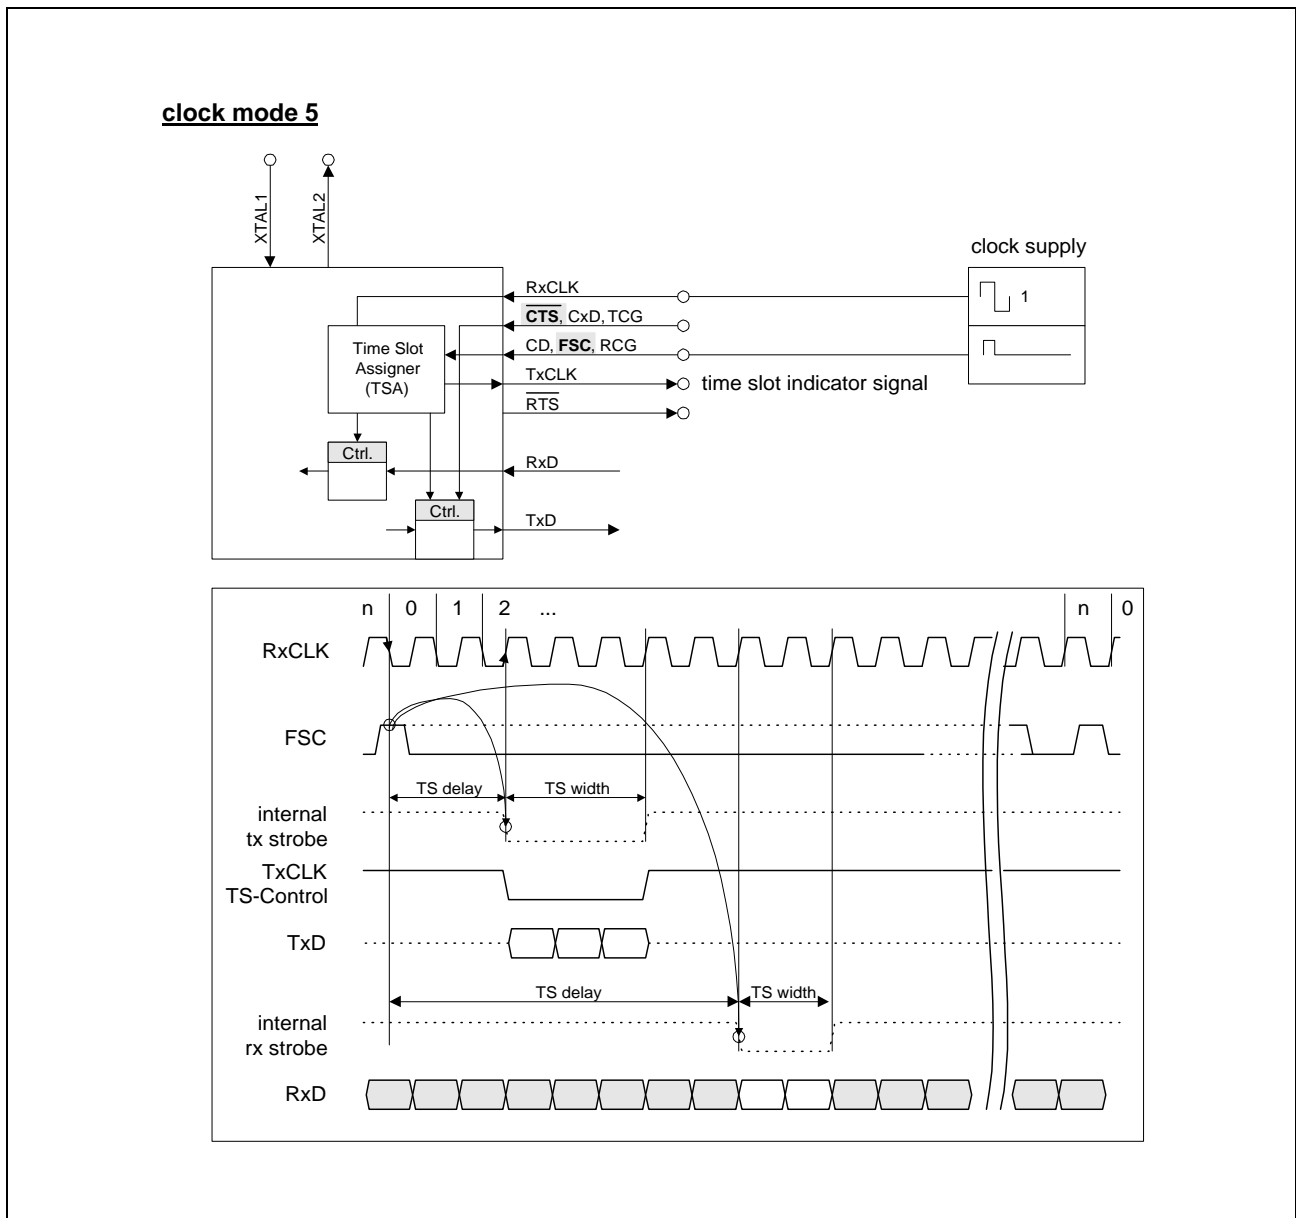 clock mode 5
XTAL1
XTAL2
clock supply
RxCLK
1
CTS, CxD, TCG
CD, FSC, RCG
Time Slot
Assigner
(TSA)
TxCLK
time slot indicator signal
RTS
Ctrl.
RxD
Ctrl.
TxD
n 0 1 2 ... n 0
RxCLK
FSC
TS delay TS width
internal
tx strobe
TxCLK
TS-Control
TxD
TS delay TS width
internal
rx strobe
RxD